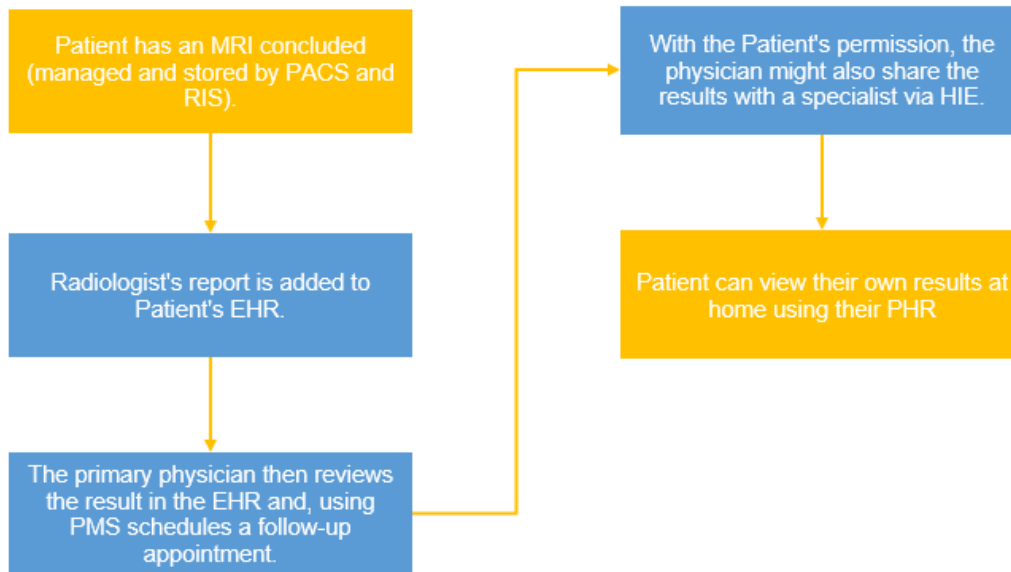 Patient has an MRI concluded
(managed and stored by PACS and
RIS).
Radiologist's report is added to
Patient's EHR.
The primary physician then reviews
the result in the EHR and, using
PMS schedules a follow-up
appointment.
With the Patient's permission, the
physician might also share the
results with a specialist via HIE.
Patient can view their own results at
home using their PHR